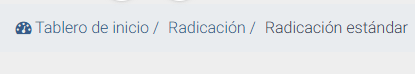 Tablero de inicio / Radicación / Radicación estándar